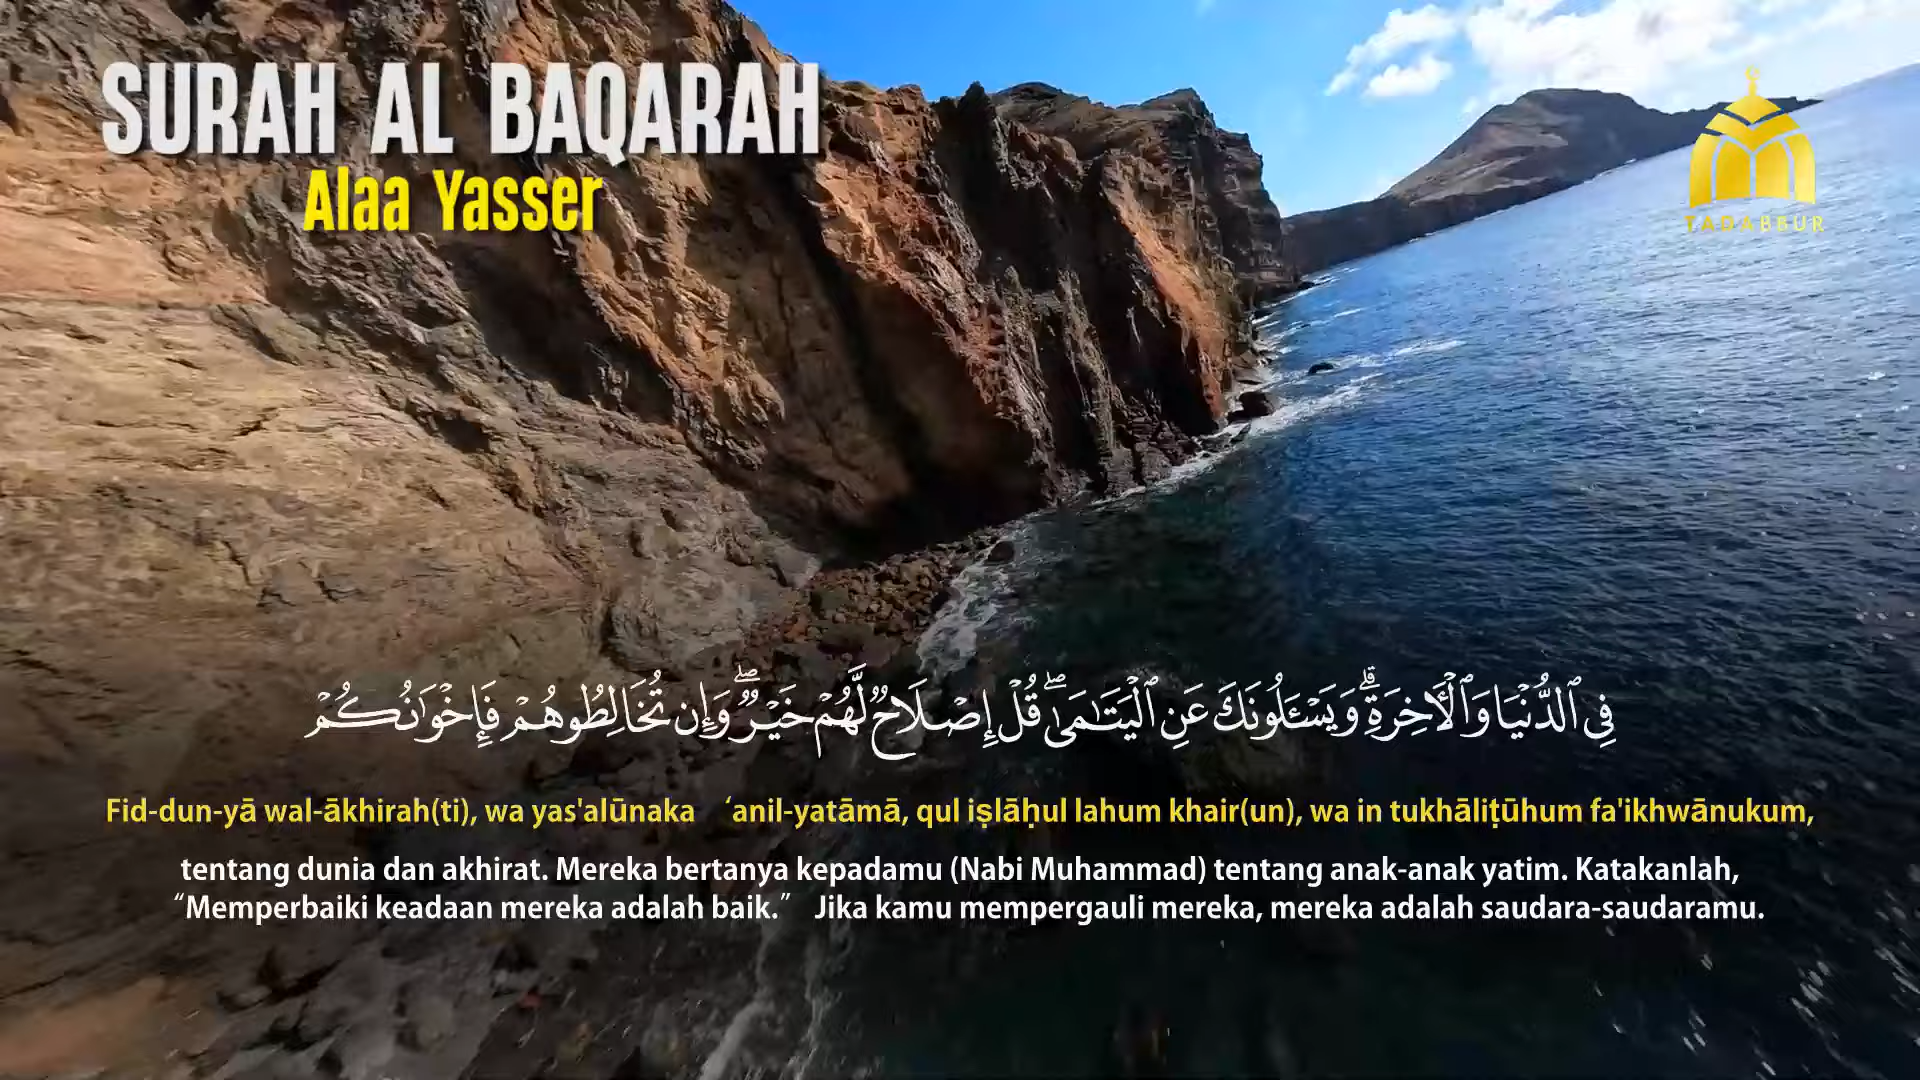 SURAH AL BAQARAH
Alaa Yasser
TADABBUR
فِي ٱلدُّنْيَا وَٱلْأٓخِرَةِۗ وَيَسْـَٔلُونَكَ عَنِ ٱلْيَتَٰمَىٰۖ قُلْ إِصْلَاحٌ لَّهُمْ خَيْرٌۖ وَإِن تُخَالِطُوهُمْ فَإِخْوَٰنُكُمْ
Fid-dun-yā wal-ākhirah(ti), wa yas'alūnaka ‘anil-yatāmā, qul iṣlāḥul lahum khair(un), wa in tukhāliṭūhum fa'ikhwānukum,
tentang dunia dan akhirat. Mereka bertanya kepadamu (Nabi Muhammad) tentang anak-anak yatim. Katakanlah,
“Memperbaiki keadaan mereka adalah baik.” Jika kamu mempergauli mereka, mereka adalah saudara-saudaramu.